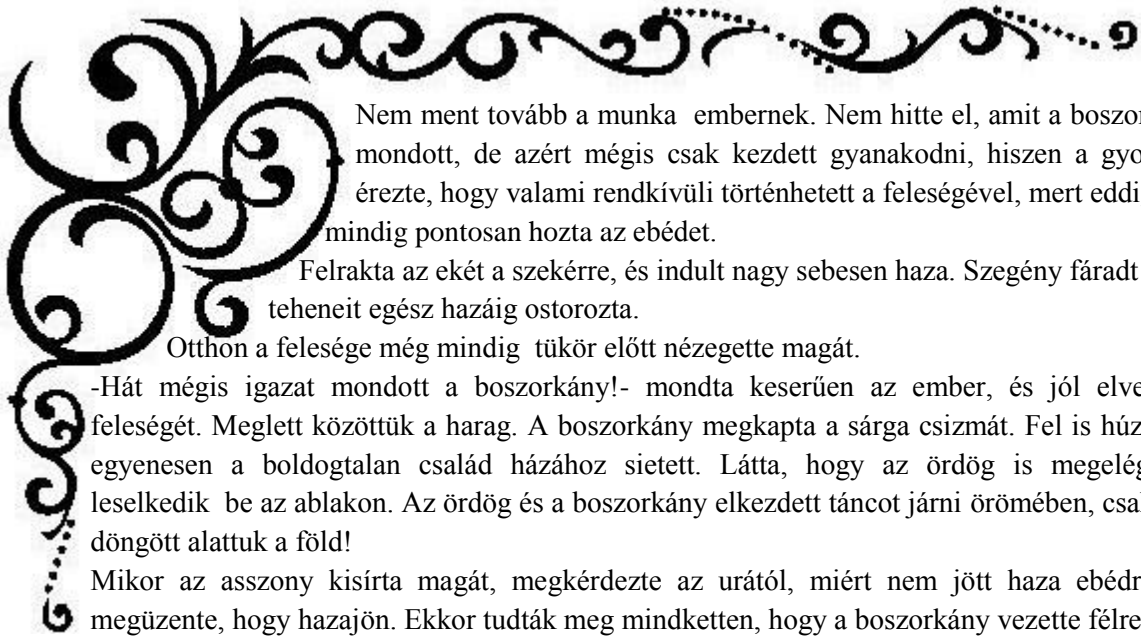 Nem ment tovább a munka embernek. Nem hitte el, amit a
mondott, de azért mégis csak kezdett gyanakodni, hiszen a
érezte, hogy valami rendkívüli történhetett a feleségével, mert
mindig pontosan hozta az ebédet.
Felrakta az ekét a szekérre, és indult nagy sebesen haza. Szegény fáradt
teheneit egész hazáig ostorozta.
Otthon a felesége még mindig tükör előtt nézegette magát.
-Hát mégis igazat mondott a boszorkány!- mondta keserűen az ember, és jól
feleségét. Meglett közöttük a harag. A boszorkány megkapta a sárga csizmát. Fel is
egyenesen a boldogtalan család házához sietett. Látta, hogy az ördög is
leselkedik be az ablakon. Az ördög és a boszorkány elkezdett táncot járni örömében,
döngött alattuk a föld!
Mikor az asszony kisírta magát, megkérdezte az urától, miért nem jött haza
megüzente, hogy hazajön. Ekkor tudták meg mindketten, hogy a boszorkány vezette